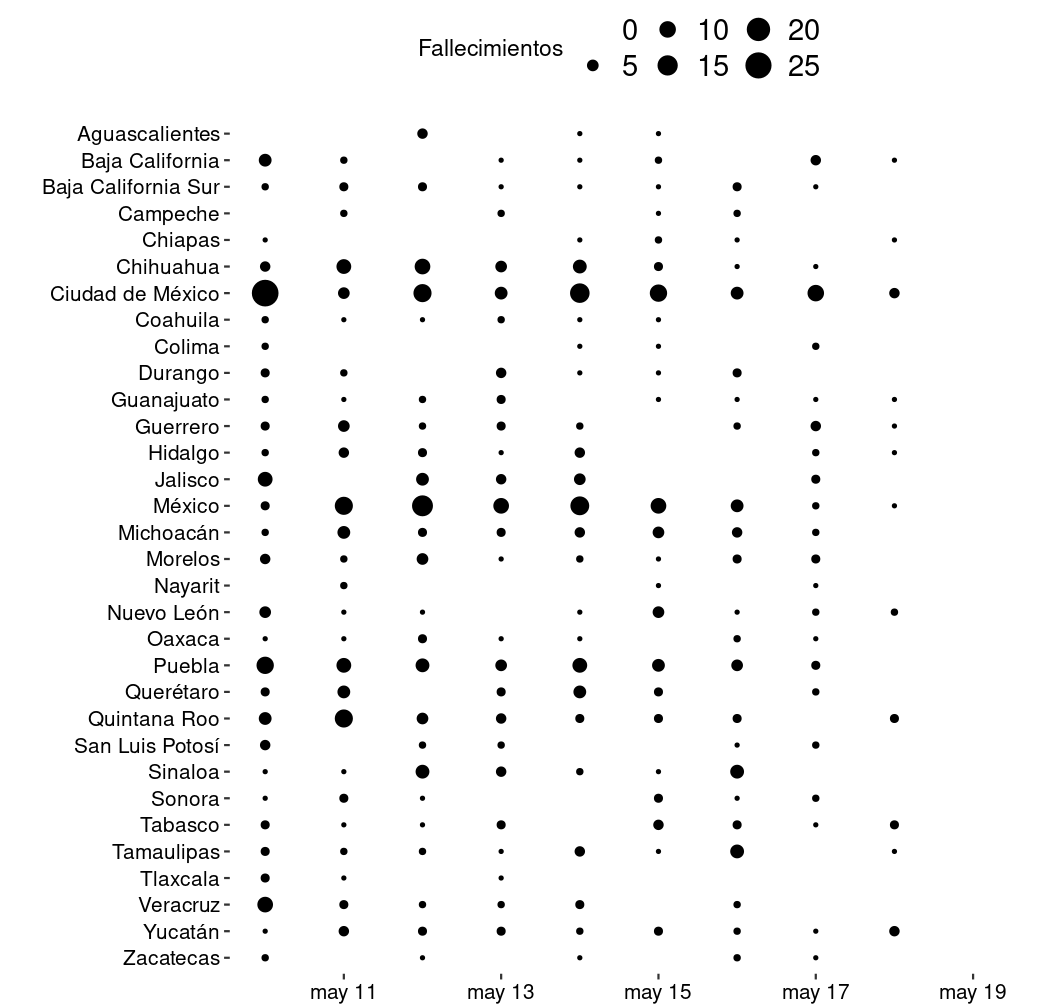 Fallecimientos
0 10 20
5 15 25
Aguascalientes
Baja California
Baja California Sur
Campeche
Chiapas
Chihuahua
Ciudad de México
Coahuila
Colima
Durango
Guanajuato
Guerrero
Hidalgo
Jalisco
México
Michoacán
Morelos
Nayarit
Nuevo León
Oaxaca
Puebla
Querétaro
Quintana Roo
San Luis Potosí
Sinaloa
Sonora
Tabasco
Tamaulipas
Tlaxcala
Veracruz
Yucatán
Zacatecas
may 11 may 13 may 15 may 17 may 19